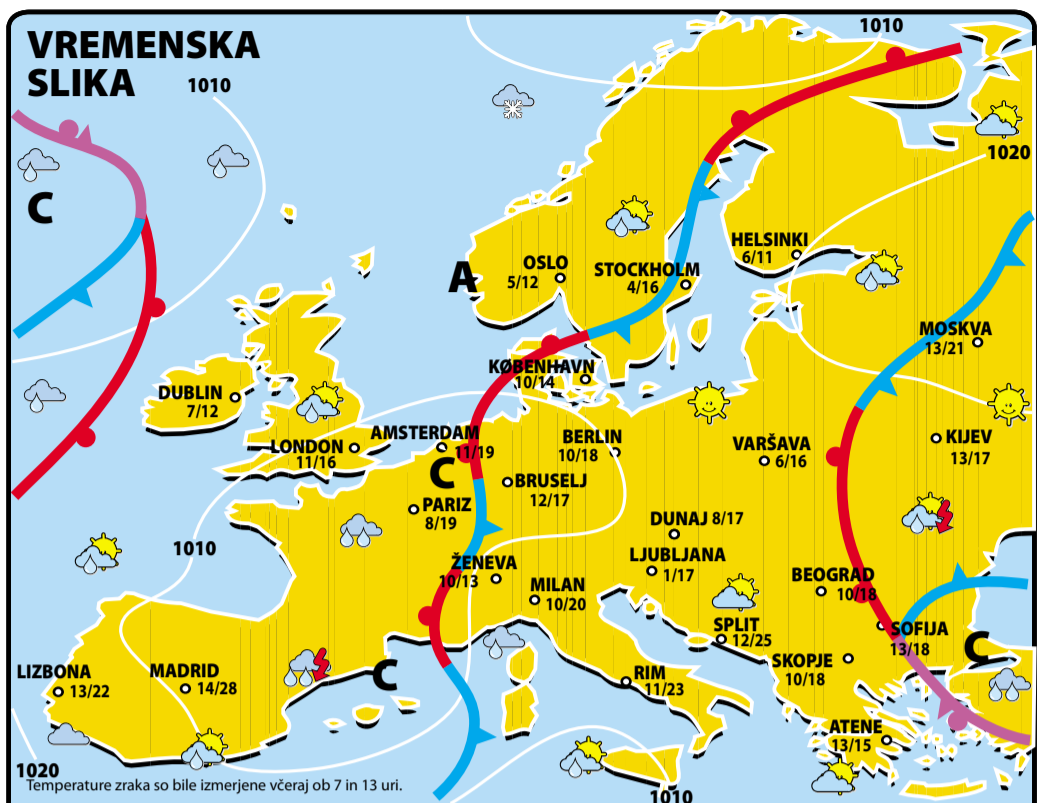 VREMENSKA
SLIKA
1010
1010
C
1020
A
OSLO
5/12
STOCKHOLM
4/16
HELSINKI
6/11
MOSKVA
13/21
KØBENHAVN
10/14
DUBLIN
7/12
LONDON
11/16
AMSTERDAM
11/19
C
BERLIN
10/18
VARŠAVA
6/16
KIJEV
13/17
BRUSELJ
12/17
PARIZ
8/19
DUNAJ 8/17
1010
LJUBLJANA
1/17
ŽENEVA
10/13
MILAN
10/20
BEOGRAD
10/18
SPLIT
12/25
SOFIJA
13/18
C
SKOPJE
10/18
LIZBONA
13/22
MADRID
14/28
C
RIM
11/23
ATENE
13/15
1020
1010
Temperature zraka so bile izmerjene včeraj ob 7 in 13 uri.